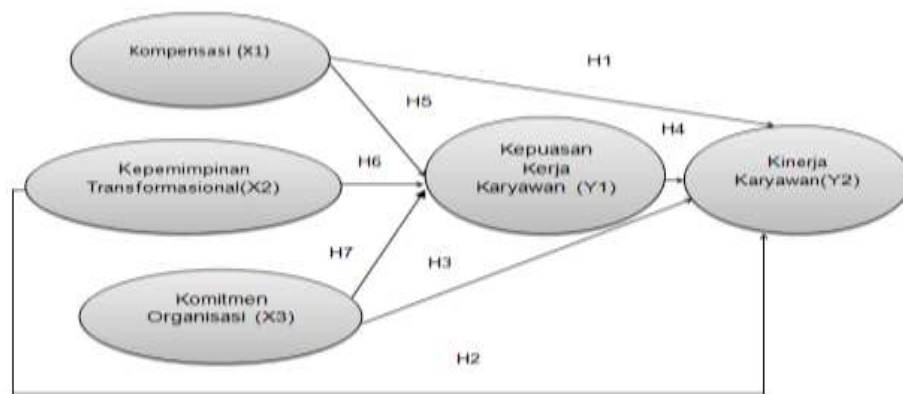 Kompensasi (X1)
H1
H5
Kepuasan
Kerja
Karyawan (Y1)
H4
Kinerja
Karyawan(Y2)
Kepemimpinan
Transformasional(X2)
H6
H7
H3
Komitmen
Organisasi (X3)
H2